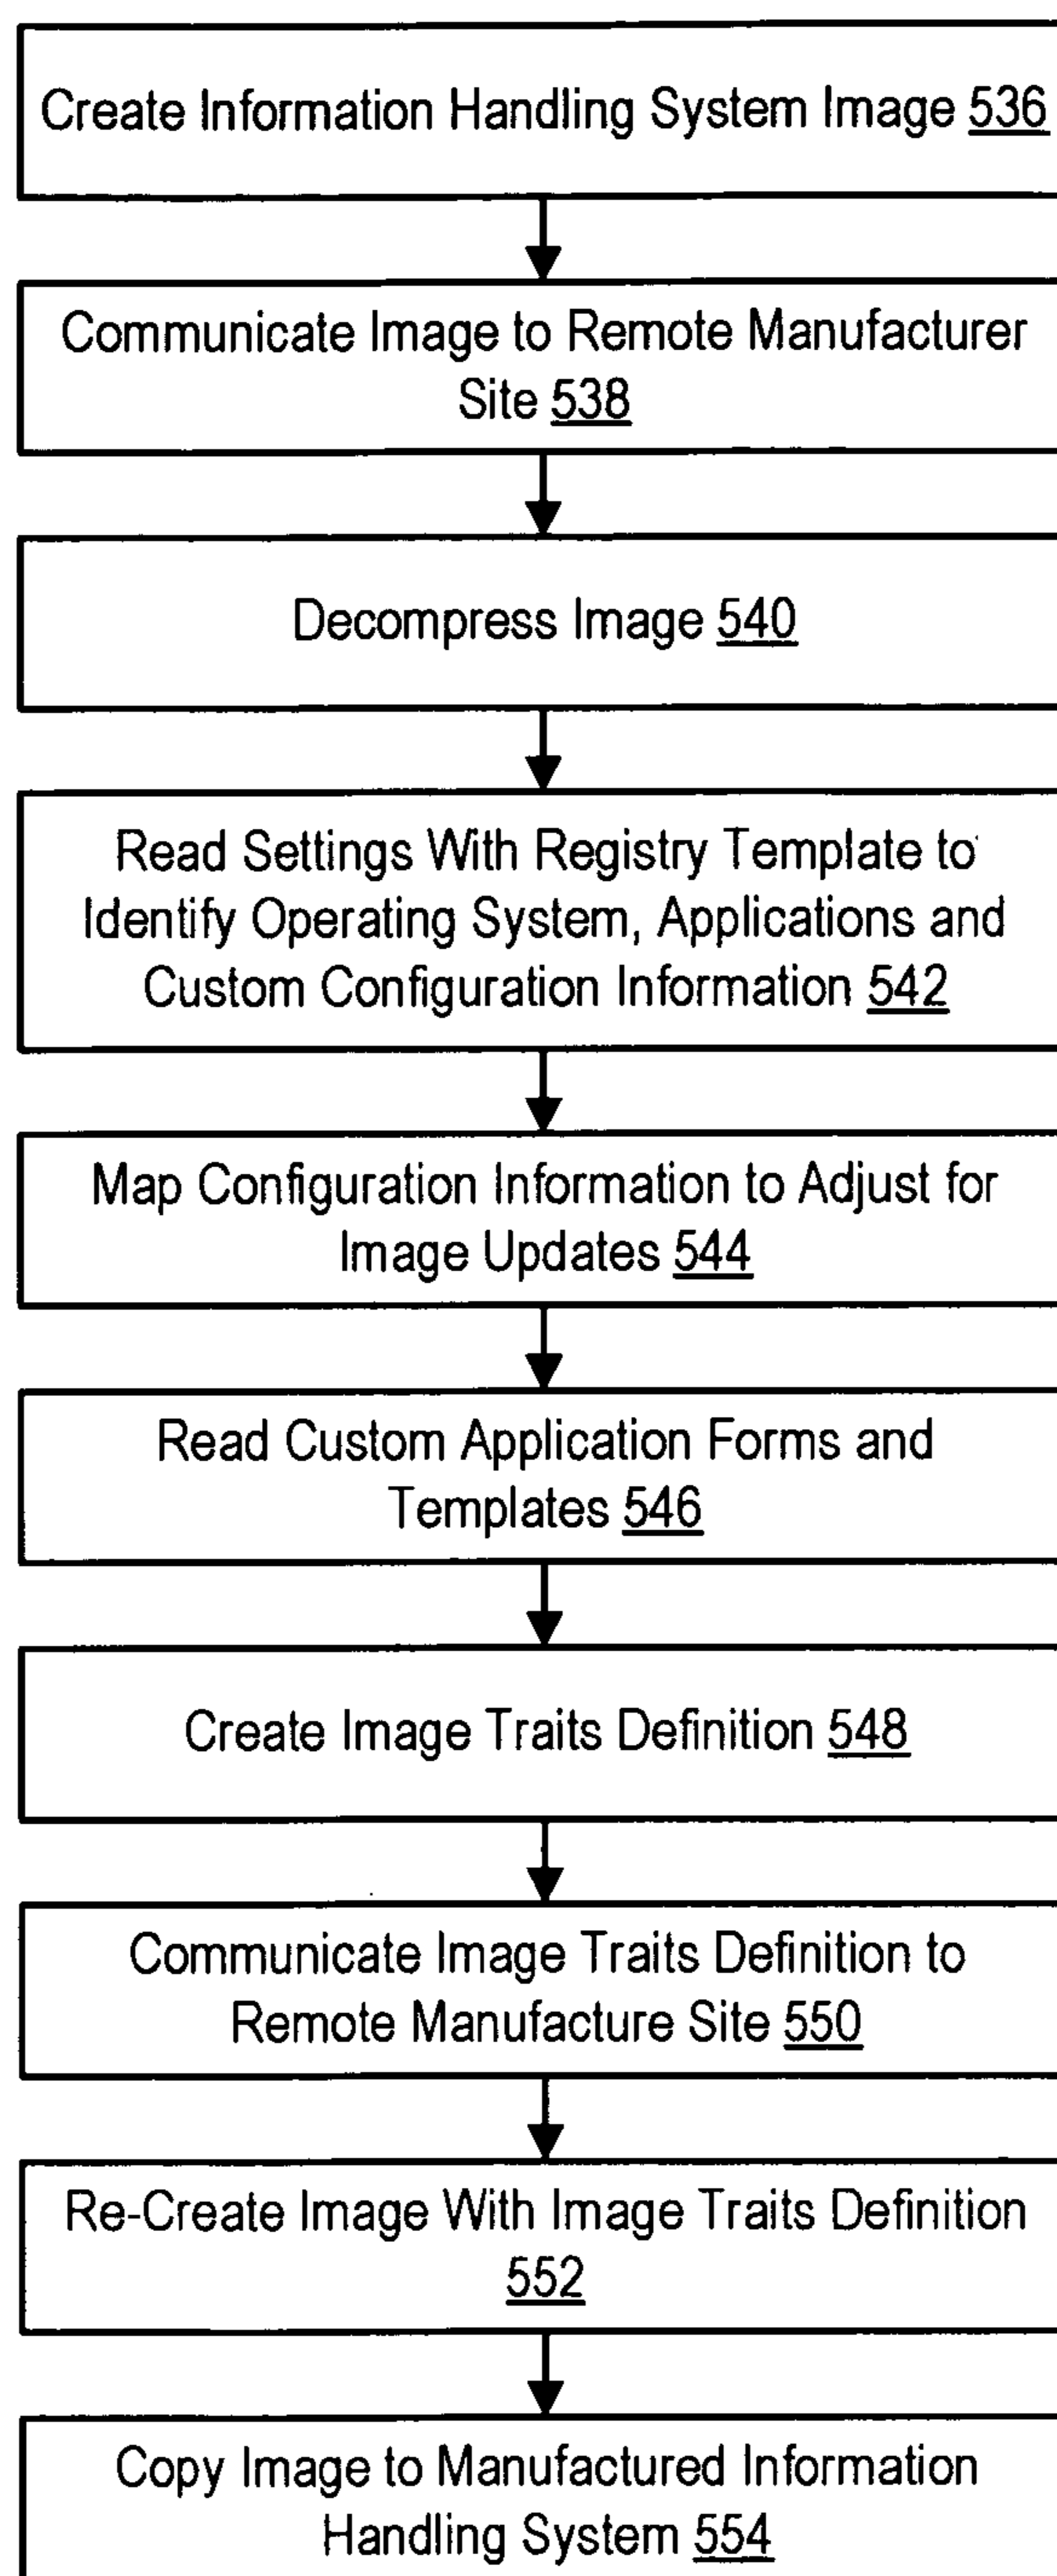 Create Information Handling System Image 536
Communicate Image to Remote Manufacturer
Site 538
Decompress Image 540
Read Settings With Registry Template to
Identify Operating System, Applications and
Custom Configuration Information 542
Map Configuration Information to Adjust for
Image Updates 544
Read Custom Application Forms and
Templates 546
Create Image Traits Definition 548
Communicate Image Traits Definition to
Remote Manufacture Site 550
Re-Create Image With Image Traits Definition
552
Copy Image to Manufactured Information
Handling System 554